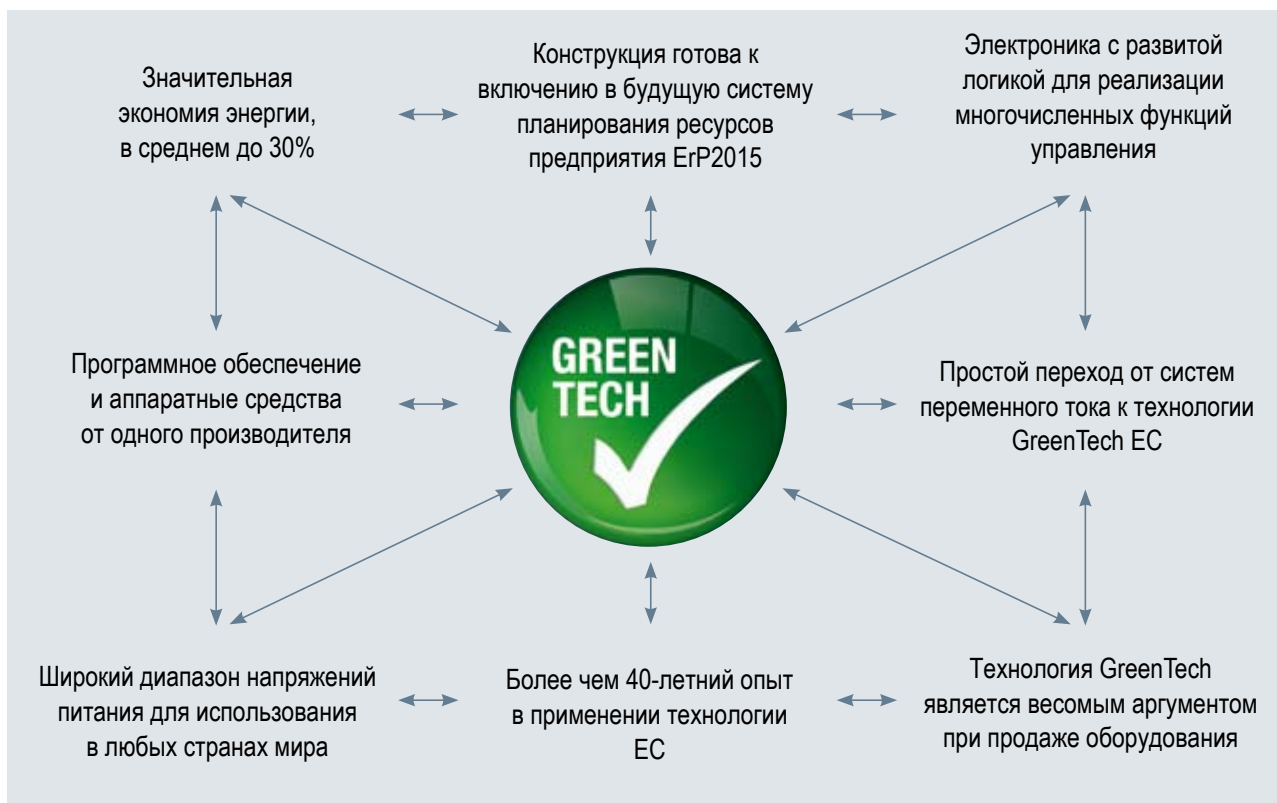 Значительная
экономия энергии,
в среднем до 30%
Конструкция готова к
включению в будущую систему
планирования ресурсов
предприятия ErP2015
Электроника с развитой
логикой для реализации
многочисленных функций
управления
Программное обеспечение
и аппаратные средства
от одного производителя
GREEN
TECH
Простой переход от систем
переменного тока к технологии
GreenTech EC
Широкий диапазон напряжений
питания для использования
в любых странах мира
Более чем 40-летний опыт
в применении технологии
EC
Технология GreenTech
является весомым аргументом
при продаже оборудования